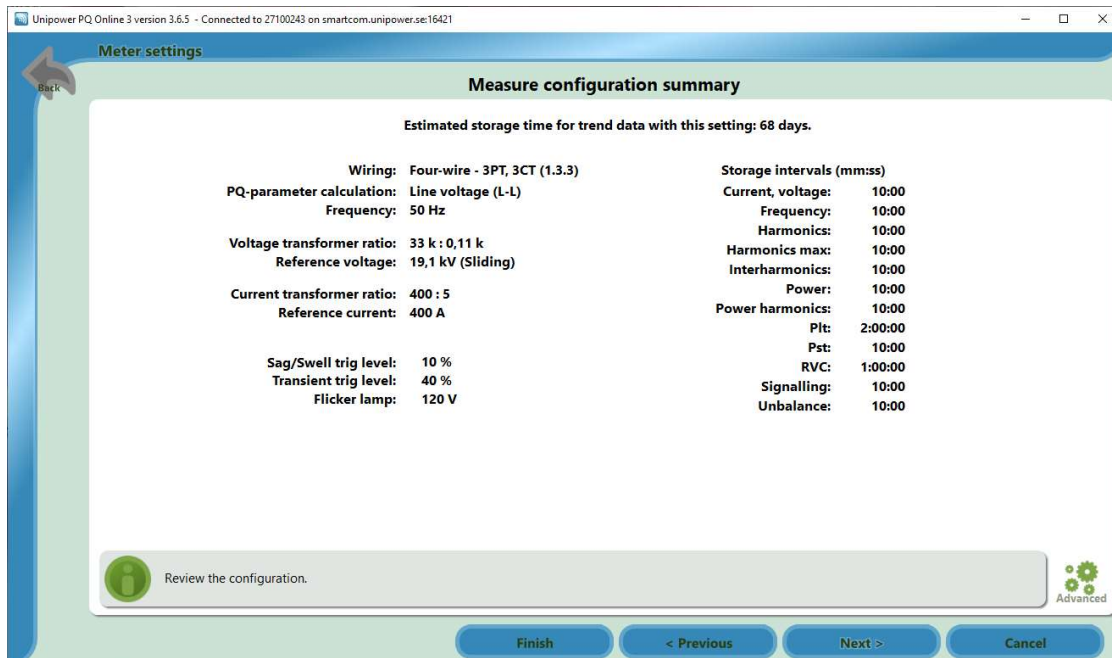 Unipower PQ Online 3 version 3.6.5 - Connected to 27100243 on smartcom.unipower.se:16421
Meter settings
Back
Measure configuration summary
Estimated storage time for trend data with this setting: 68 days.
Wiring: Four-wire - 3PT, 3CT (1.3.3)
PQ-parameter calculation: Line voltage (L-L)
Frequency: 50 Hz
Voltage transformer ratio: 33 k : 0,11 k
Reference voltage: 19,1 kV (Sliding)
Current transformer ratio: 400 : 5
Reference current: 400 A
Sag/Swell trig level: 10 %
Transient trig level: 40 %
Flicker lamp: 120 V
Storage intervals (mm:ss)
Current, voltage: 10:00
Frequency: 10:00
Harmonics: 10:00
Harmonics max: 10:00
Interharmonics: 10:00
Power: 10:00
Power harmonics: 10:00
Plt: 2:00:00
Pst: 10:00
RVC: 1:00:00
Signalling: 10:00
Unbalance: 10:00
Review the configuration.
Advanced
Finish
< Previous
Next >
Cancel